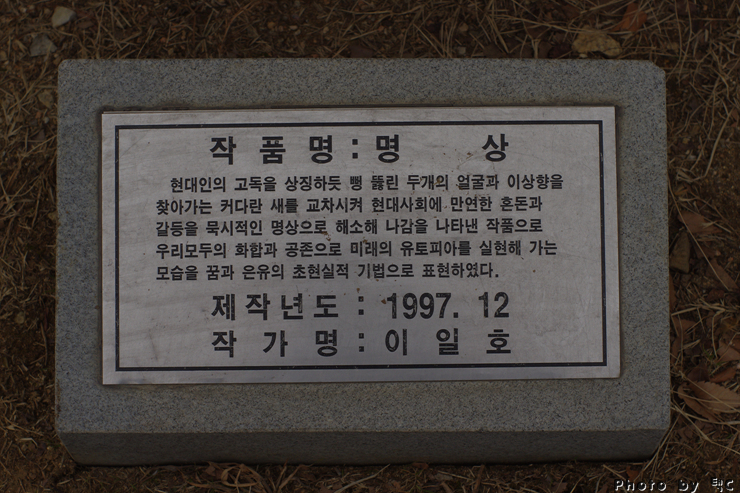 작품명 : 명 상
현대인의 고독을 상징하듯 뻥 뚫린 두개의 얼굴과 이상향을
찾아가는 커다란 새를 교차시켜 현대사회에 만연한 혼돈과
갈등을 묵시적인 명상으로 해소해 나감을 나타낸 작품으로
우리모두의 화합과 공존으로 미래의 유토피아를 실현해 가는
모습을 꿈과 은유의 초현실적 기법으로 표현하였다.
제작년도 : 1997. 12
작가명 : 이일호
Photo by 태C